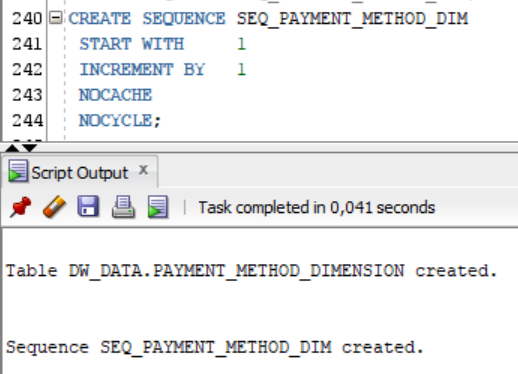 240 CREATE SEQUENCE SEQ_PAYMENT_METHOD_DIM
241 START WITH 1
242 INCREMENT BY 1
243 NOCACHE
244 NOCYCLE;
Script Output x
Task completed in 0,041 seconds
Table DW_DATA.PAYMENT_METHOD_DIMENSION created.
Sequence SEQ_PAYMENT_METHOD_DIM created.